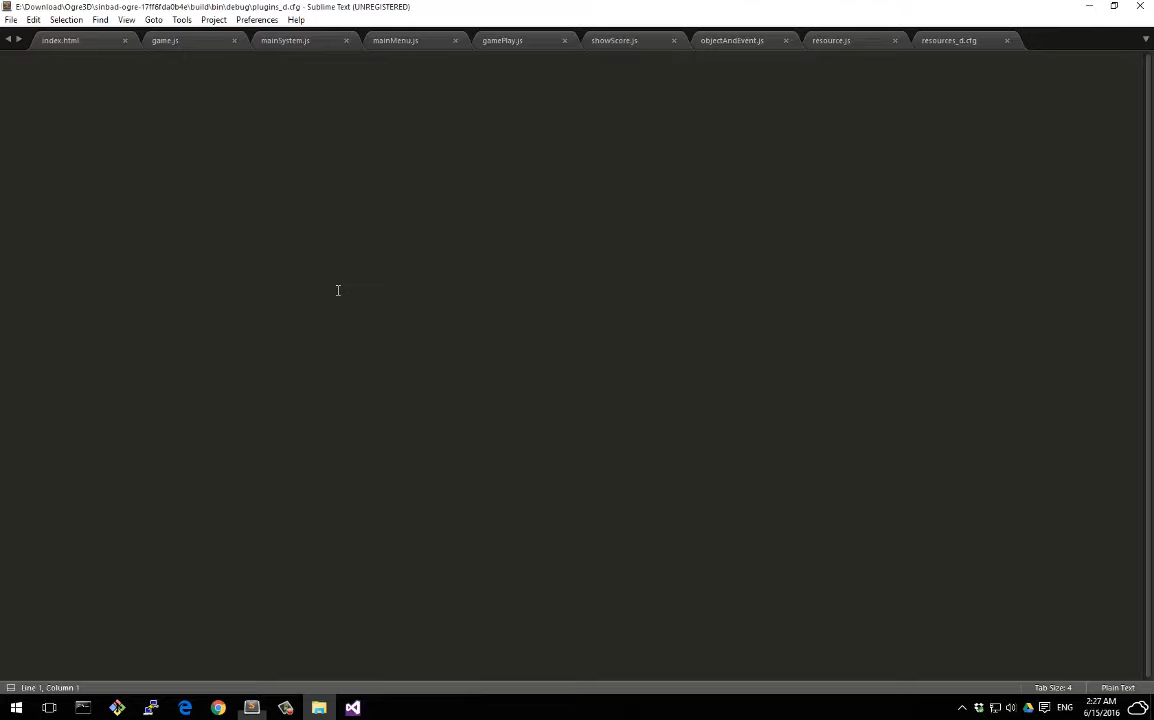 E:\Download\Ogre3D\sinbad-ogre-17ff6fda0b4e\build\bin\debug\plugins_d.cfg - Sublime Text (UNREGISTERED)
File Edit Selection Find View Goto Tools Project Preferences Help
index.html game.js mainSystem.js mainMenu.js gamePlay.js showScore.js objectAndEvent.js resource.js resources_d.cfg
Line 1, Column 1 Tab Size: 4 Plain Text
ENG 2:27 AM
6/15/2016